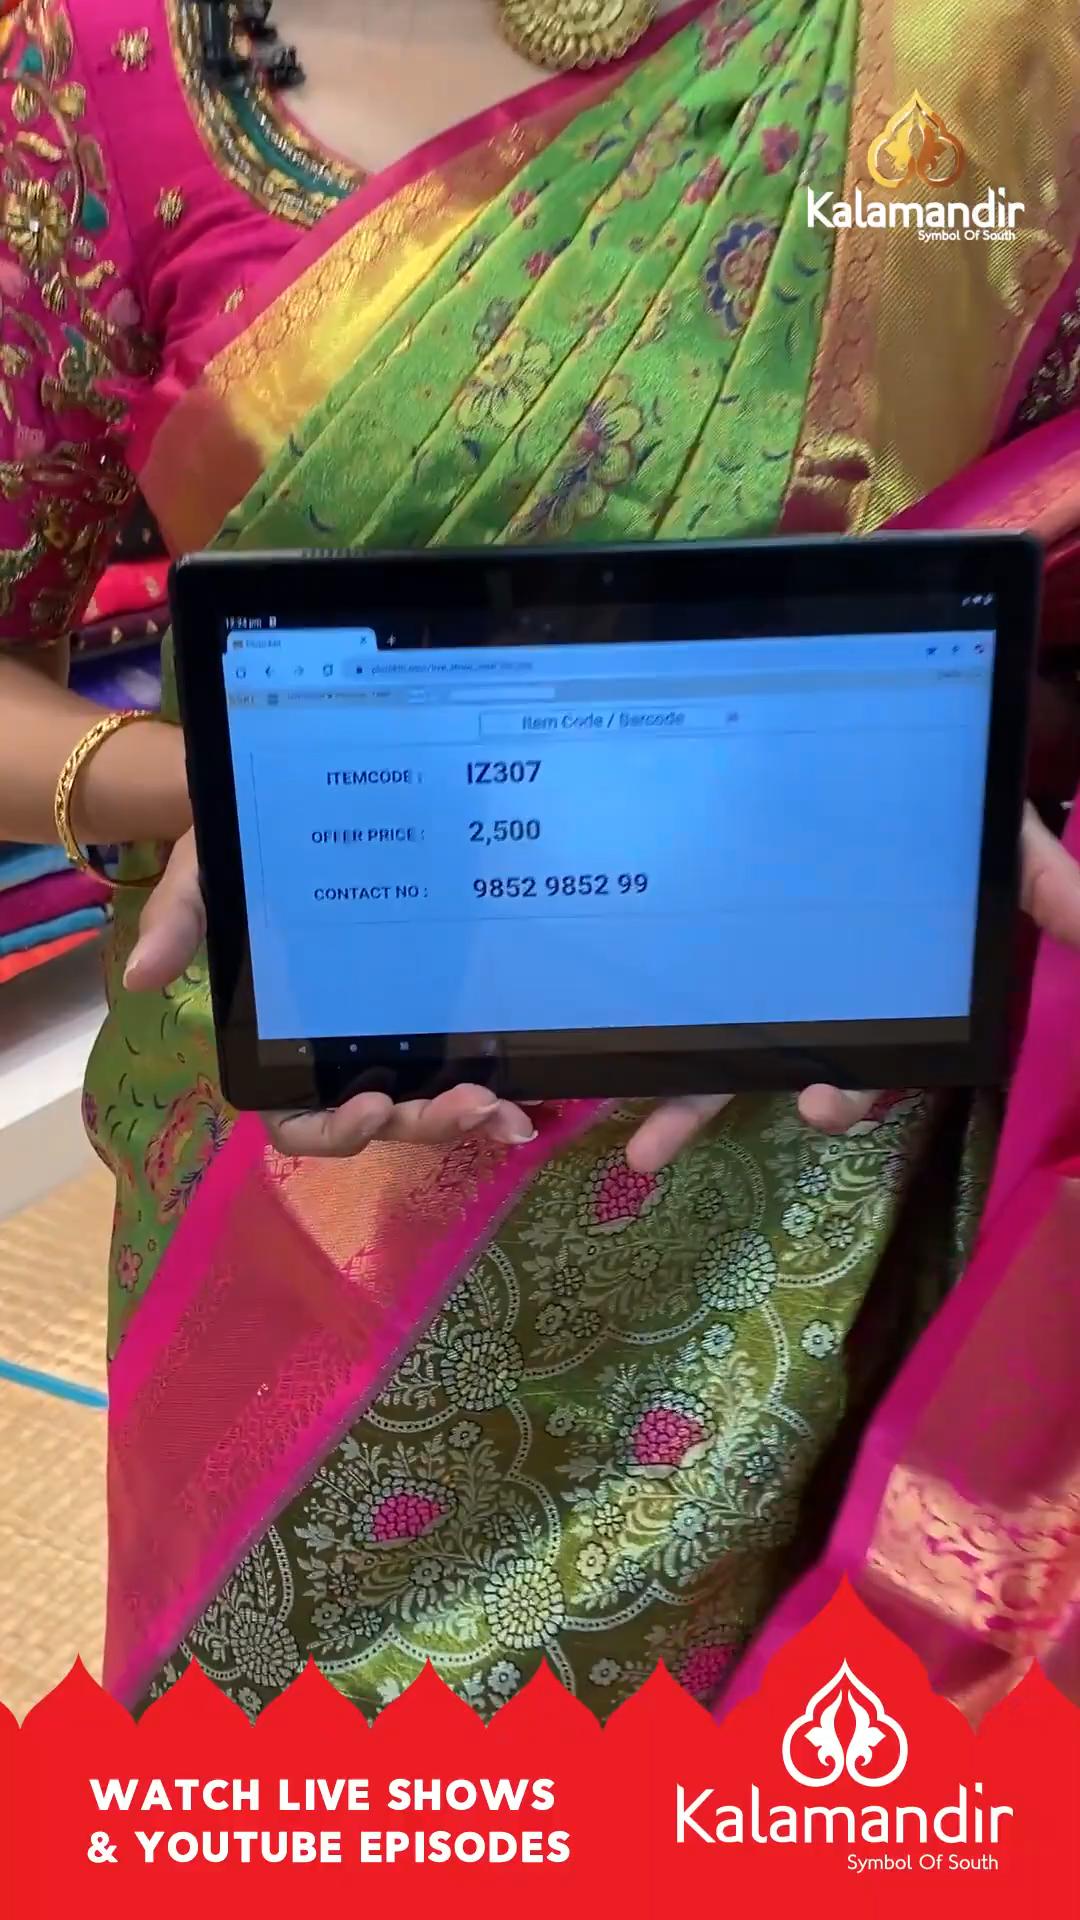 Kalamandir
Symbol Of South
Item Code / Barcode
ITEMCODE : IZ307
OFFER PRICE : 2,500
CONTACT NO : 9852 9852 99
WATCH LIVE SHOWS
& YOUTUBE EPISODES
Kalamandir
Symbol Of South